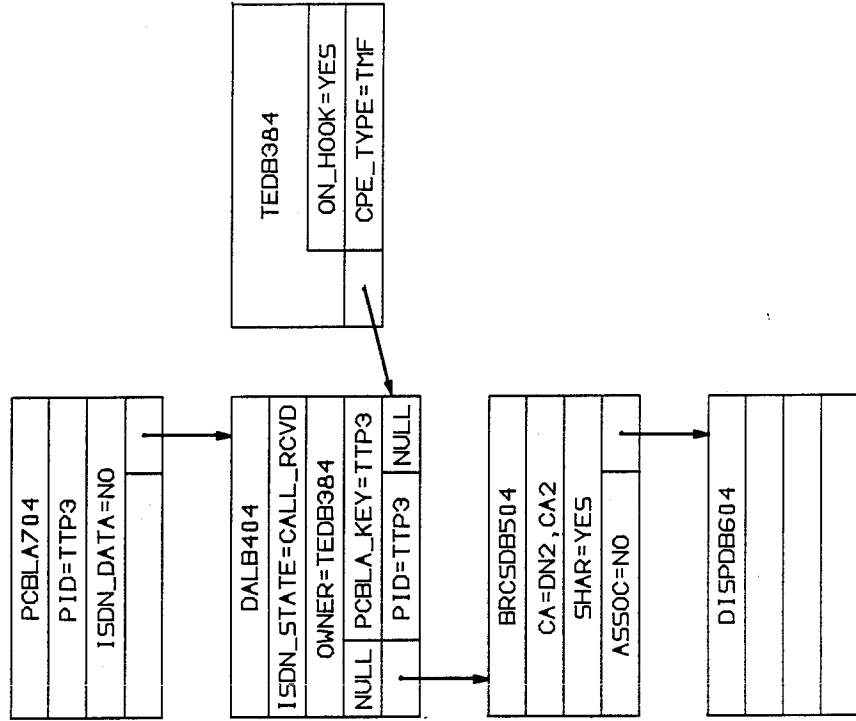 PCBLA704
PID=TTP3
ISDN_DATA=NO
DALB404
ISDN_STATE=CALL_RCVD
OWNER=TEDB384
NULL PCBLA_KEY=TTP3
PID=TTP3 NULL
TEDB384
ON_HOOK=YES
CPE_TYPE=TMF
BRCSDB504
CA=DN2,CA2
SHAR=YES
ASSOC=NO
DISPDB604